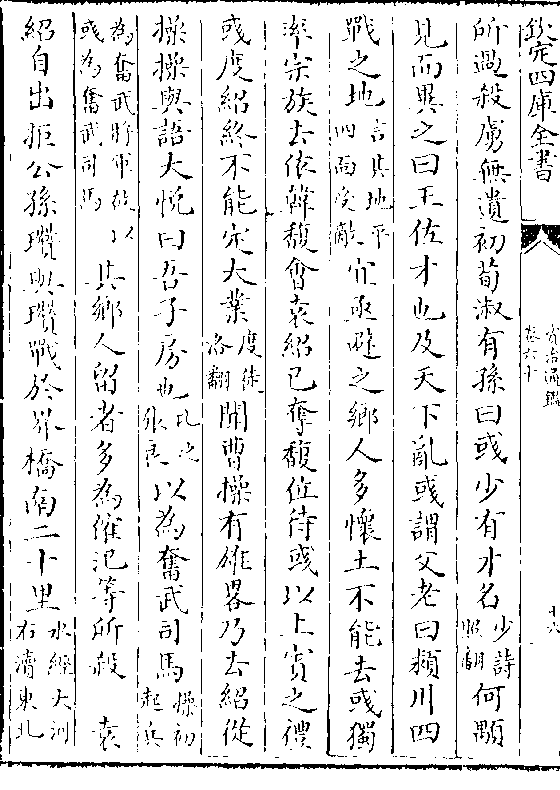 欽定四庫全書
資治通鑑
卷六十
十六
所過殺虜無遺初荀淑有孫曰彧少有才名少詩照翻何顒
見而異之曰王佐才也及天下亂彧謂父老曰潁川四
戰之地言其地平四面受敵宜亟避之鄉人多懷土不能去彧獨
率宗族去依韓馥會袁紹已奪馥位待彧以上賓之禮
彧度紹終不能定大業度徒洛翻聞曹操有雄畧乃去紹從
操操與語大悅曰吾子房也比之張良以為奮武司馬操初起兵
為奮武將軍故以彧為奮武司馬其鄉人留者多為傕汜等所殺 袁
紹自出拒公孫瓚與瓚戰於界橋南二十里水經大河右瀆東北